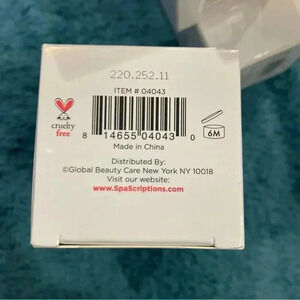 220.252.11
ITEM # 04043
cruelty
free
8 14655 04043 0
6M
Made in China
Distributed By:
©Global Beauty Care New York NY 10018
Visit our website:
www.SpaScriptions.com